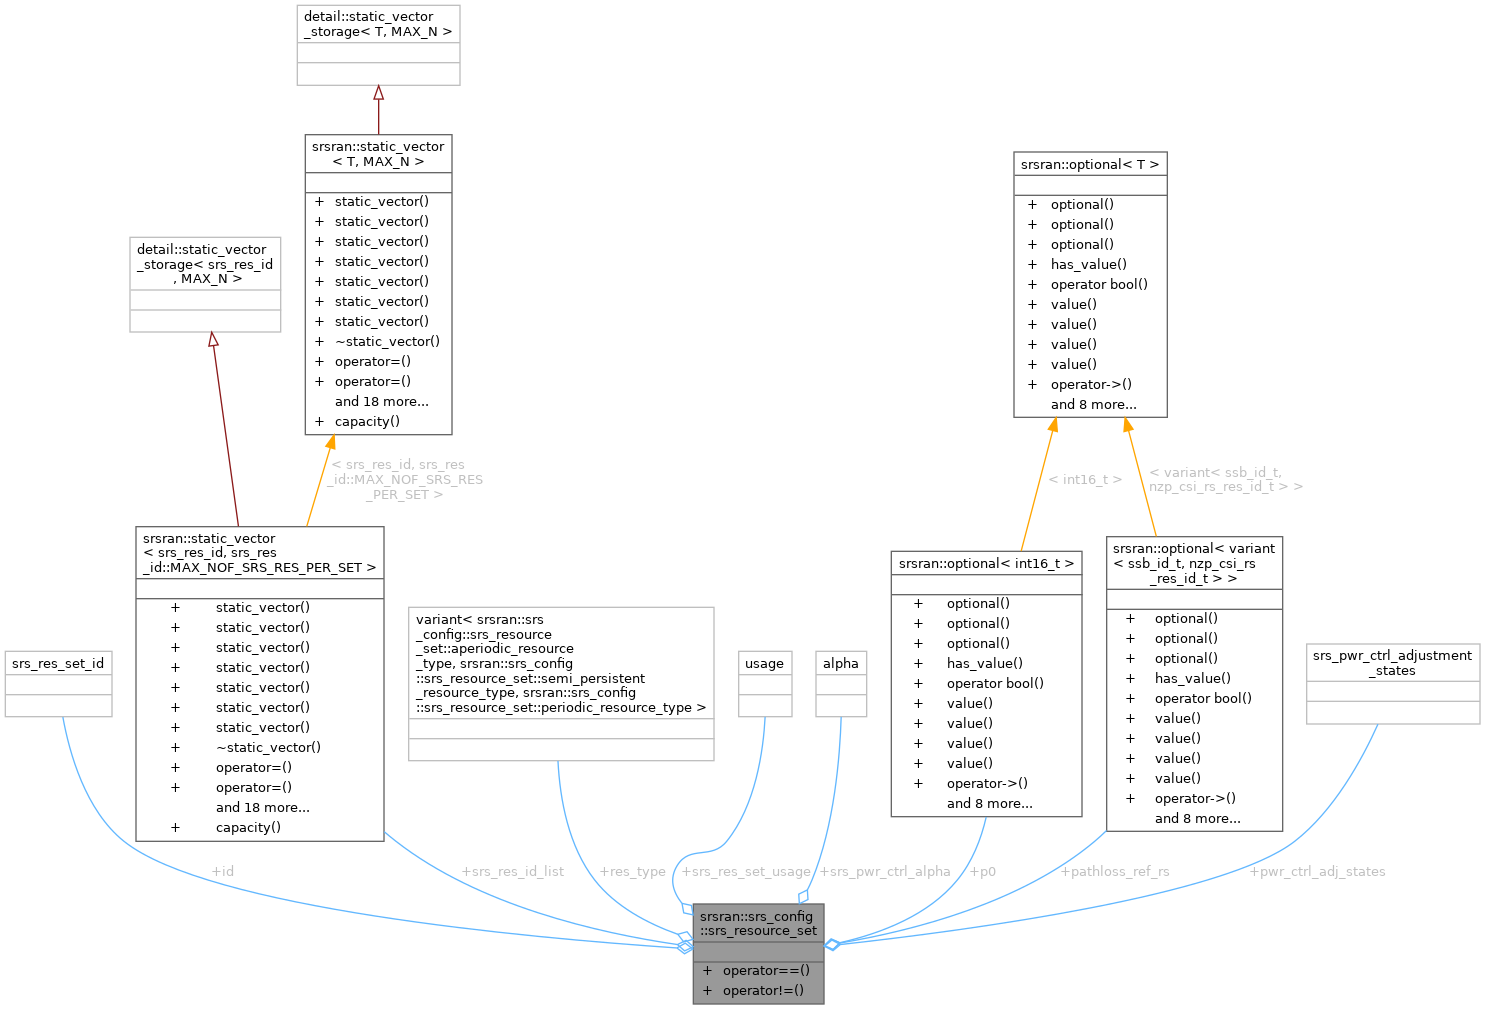 detail::static_vector
_storage< T, MAX_N >
srsran::static_vector
< T, MAX_N >
+ static_vector()
+ static_vector()
+ static_vector()
+ static_vector()
+ static_vector()
+ static_vector()
+ static_vector()
+ ~static_vector()
+ operator=()
+ operator=()
and 18 more...
+ capacity()
srsran::optional< T >
+ optional()
+ optional()
+ optional()
+ has_value()
+ operator bool()
+ value()
+ value()
+ value()
+ value()
+ operator->()
and 8 more...
detail::static_vector
_storage< srs_res_id
, MAX_N >
< srs_res_id, srs_res
_id::MAX_NOF_SRS_RES
_PER_SET >
< int16_t >
< variant< ssb_id_t,
nzp_csi_rs_res_id_t > >
srs_res_set_id
srsran::static_vector
< srs_res_id, srs_res
_id::MAX_NOF_SRS_RES_PER_SET >
+ static_vector()
+ static_vector()
+ static_vector()
+ static_vector()
+ static_vector()
+ static_vector()
+ static_vector()
+ ~static_vector()
+ operator=()
+ operator=()
and 18 more...
+ capacity()
variant< srsran::srs
_config::srs_resource
_set::aperiodic_resource
_type, srsran::srs_config
::srs_resource_set::semi_persistent
_resource_type, srsran::srs_config
::srs_resource_set::periodic_resource_type >
usage
alpha
srsran::optional< int16_t >
+ optional()
+ optional()
+ optional()
+ has_value()
+ operator bool()
+ value()
+ value()
+ value()
+ value()
+ operator->()
and 8 more...
srsran::optional< variant
< ssb_id_t, nzp_csi_rs
_res_id_t > >
+ optional()
+ optional()
+ optional()
+ has_value()
+ operator bool()
+ value()
+ value()
+ value()
+ value()
+ operator->()
and 8 more...
srs_pwr_ctrl_adjustment
_states
+id
+srs_res_id_list
+res_type
+srs_res_set_usage
+srs_pwr_ctrl_alpha
+p0
+pathloss_ref_rs
+pwr_ctrl_adj_states
srsran::srs_config
::srs_resource_set
+ operator==()
+ operator!=()